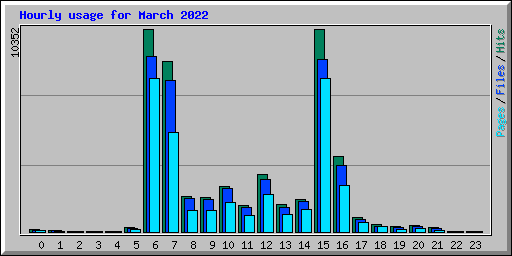 Hourly usage for March 2022
10352
Pages/Files/Hits
0 1 2 3 4 5 6 7 8 9 10 11 12 13 14 15 16 17 18 19 20 21 22 23